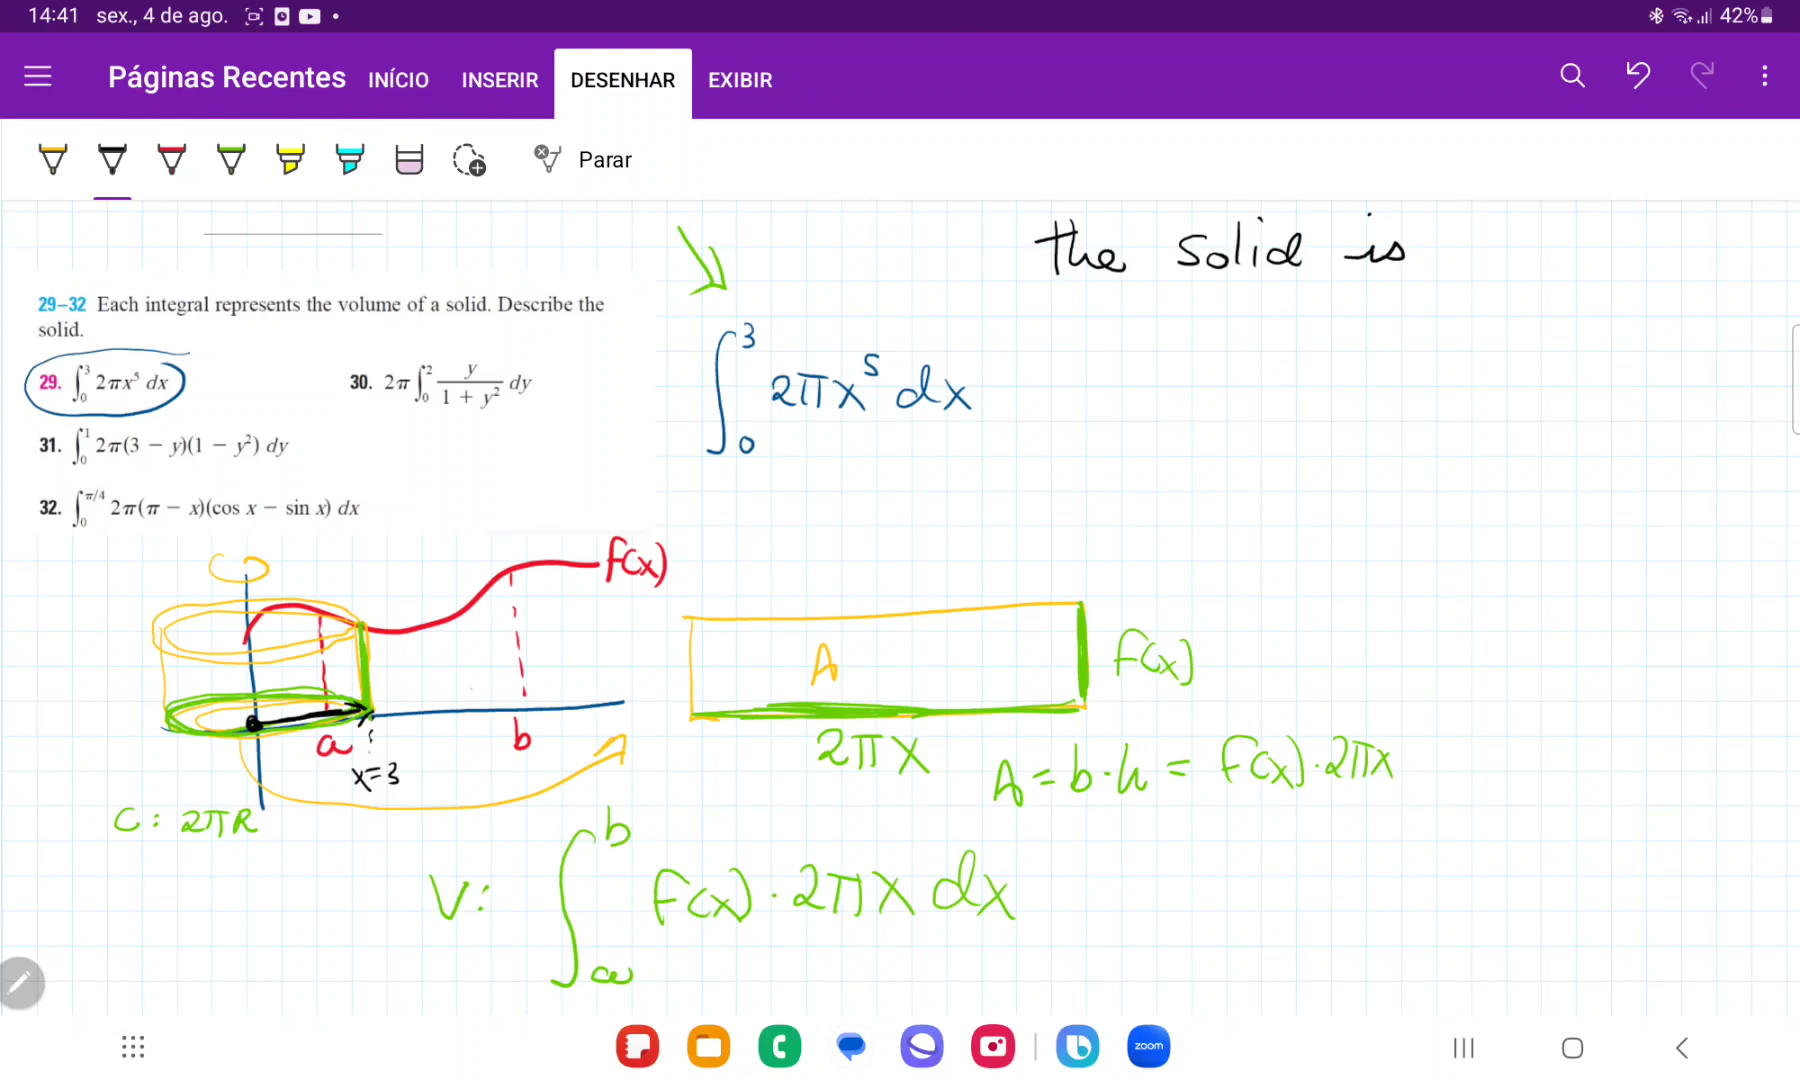 14:41 sex., 4 de ago. 42%
Páginas Recentes INÍCIO INSERIR DESENHAR EXIBIR
Parar
the solid is
29–32 Each integral represents the volume of a solid. Describe the
solid.
29. ∫₀³ 2πx⁵ dx
30. 2π ∫₀² y/(1 + y²) dy
31. ∫₀¹ 2π(3 − y)(1 − y²) dy
32. ∫₀^(π/4) 2π(π − x)(cos x − sin x) dx
∫₀³ 2πx⁵ dx
f(x)
a
b
x=3
C: 2πR
A
f(x)
2πx
A = b·h = f(x)·2πx
V: ∫ₐᵇ f(x)·2πx dx
zoom